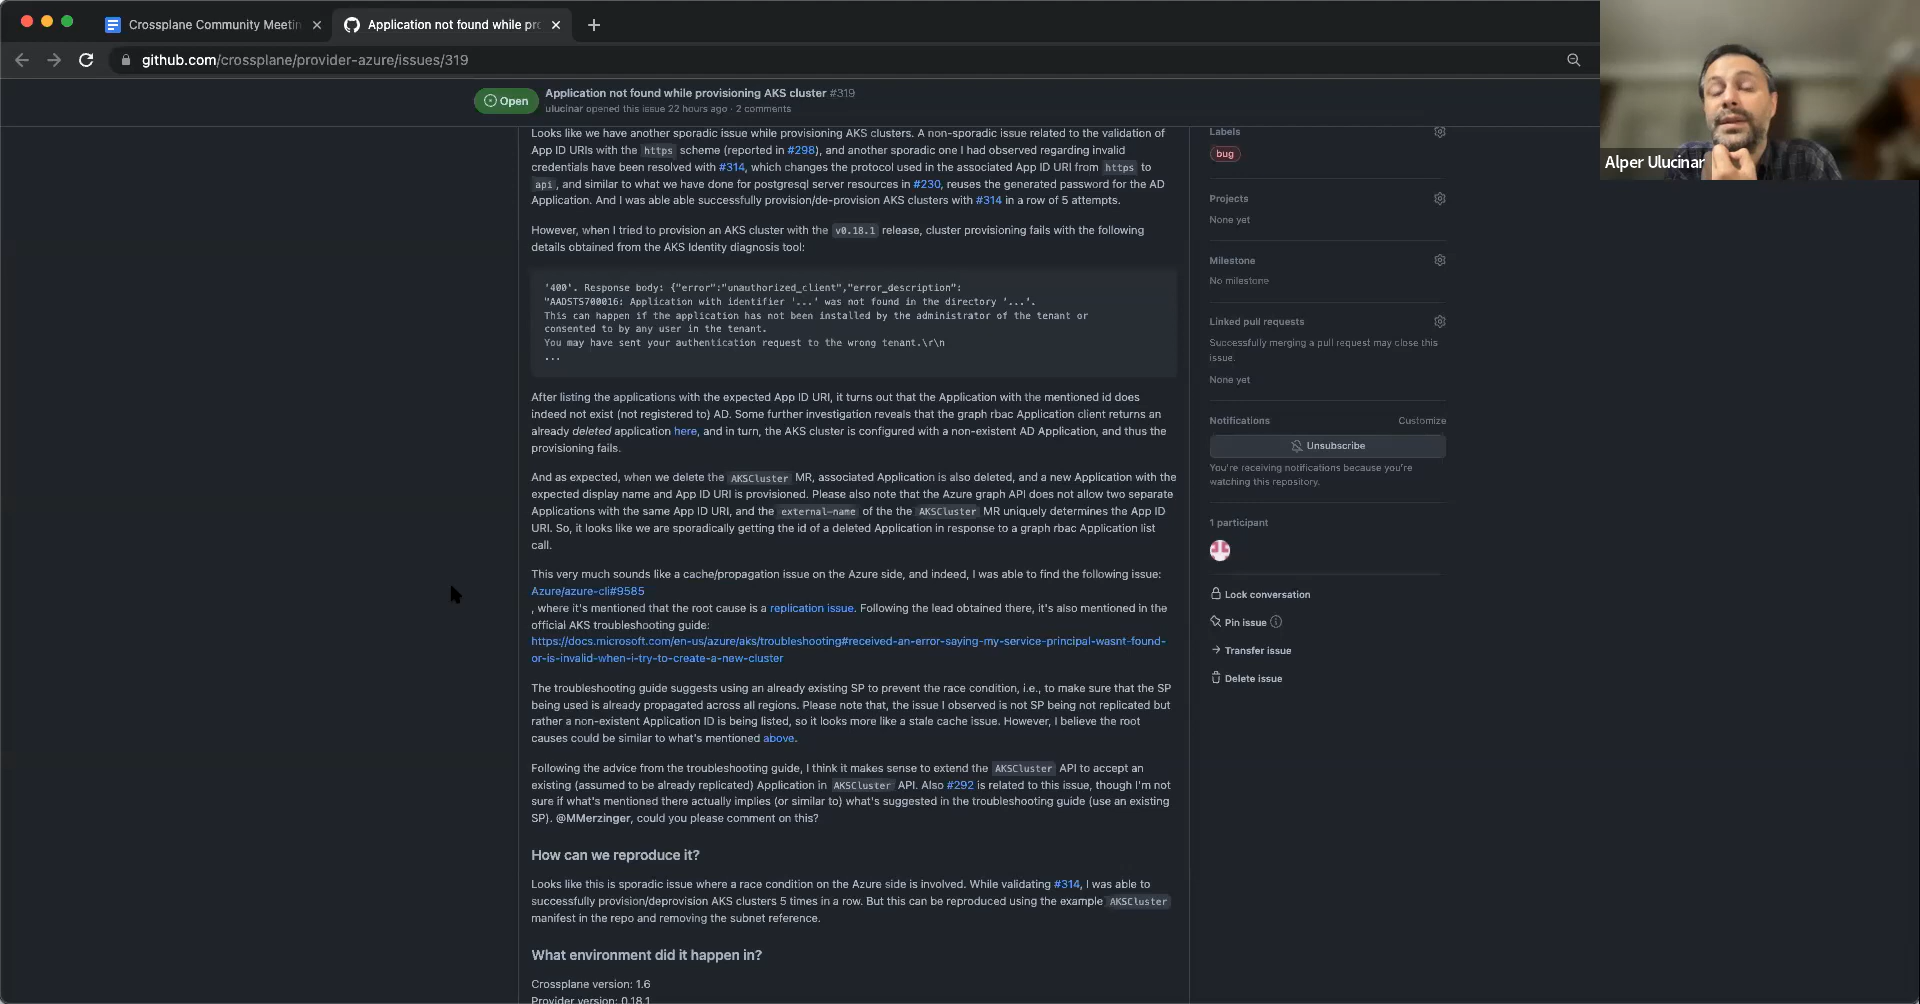 Crossplane Community Meetin
Application not found while pr
github.com/crossplane/provider-azure/issues/319
Open
Application not found while provisioning AKS cluster #319
ulucinar opened this issue 22 hours ago · 2 comments
Alper Ulucinar
Looks like we have another sporadic issue while provisioning AKS clusters. A non-sporadic issue related to the validation of
App ID URIs with the https scheme (reported in #298), and another sporadic one I had observed regarding invalid
credentials have been resolved with #314, which changes the protocol used in the associated App ID URI from https to
api, and similar to what we have done for postgresql server resources in #230, reuses the generated password for the AD
Application. And I was able able successfully provision/de-provision AKS clusters with #314 in a row of 5 attempts.
However, when I tried to provision an AKS cluster with the v0.18.1 release, cluster provisioning fails with the following
details obtained from the AKS Identity diagnosis tool:
'400'. Response body: {"error":"unauthorized_client","error_description":
"AADSTS700016: Application with identifier '...' was not found in the directory '...'.
This can happen if the application has not been installed by the administrator of the tenant or
consented to by any user in the tenant.
You may have sent your authentication request to the wrong tenant.\r\n
...
After listing the applications with the expected App ID URI, it turns out that the Application with the mentioned id does
indeed not exist (not registered to) AD. Some further investigation reveals that the graph rbac Application client returns an
already deleted application here, and in turn, the AKS cluster is configured with a non-existent AD Application, and thus the
provisioning fails.
And as expected, when we delete the AKSCluster MR, associated Application is also deleted, and a new Application with the
expected display name and App ID URI is provisioned. Please also note that the Azure graph API does not allow two separate
Applications with the same App ID URI, and the external-name of the the AKSCluster MR uniquely determines the App ID
URI. So, it looks like we are sporadically getting the id of a deleted Application in response to a graph rbac Application list
call.
This very much sounds like a cache/propagation issue on the Azure side, and indeed, I was able to find the following issue:
Azure/azure-cli#9585
, where it's mentioned that the root cause is a replication issue. Following the lead obtained there, it's also mentioned in the
official AKS troubleshooting guide:
https://docs.microsoft.com/en-us/azure/aks/troubleshooting#received-an-error-saying-my-service-principal-wasnt-found-
or-is-invalid-when-i-try-to-create-a-new-cluster
The troubleshooting guide suggests using an already existing SP to prevent the race condition, i.e., to make sure that the SP
being used is already propagated across all regions. Please note that, the issue I observed is not SP being not replicated but
rather a non-existent Application ID is being listed, so it looks more like a stale cache issue. However, I believe the root
causes could be similar to what's mentioned above.
Following the advice from the troubleshooting guide, I think it makes sense to extend the AKSCluster API to accept an
existing (assumed to be already replicated) Application in AKSCluster API. Also #292 is related to this issue, though I'm not
sure if what's mentioned there actually implies (or similar to) what's suggested in the troubleshooting guide (use an existing
SP). @MMerzinger, could you please comment on this?
How can we reproduce it?
Looks like this is sporadic issue where a race condition on the Azure side is involved. While validating #314, I was able to
successfully provision/deprovision AKS clusters 5 times in a row. But this can be reproduced using the example AKSCluster
manifest in the repo and removing the subnet reference.
What environment did it happen in?
Crossplane version: 1.6
Provider version: 0.18.1
Labels
bug
Projects
None yet
Milestone
No milestone
Linked pull requests
Successfully merging a pull request may close this
issue.
None yet
Notifications
Customize
Unsubscribe
You're receiving notifications because you're
watching this repository.
1 participant
Lock conversation
Pin issue
Transfer issue
Delete issue